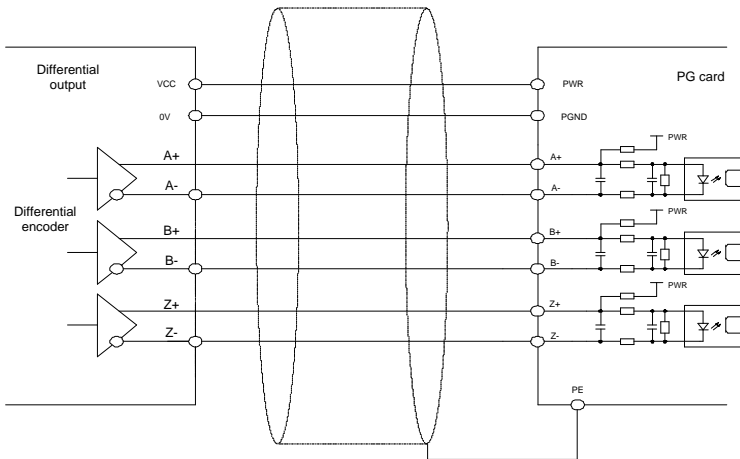 Differential
output
VCC
PWR
PG card
0V
PGND
PWR
A+
A+
A-
A-
Differential
encoder
PWR
B+
B+
B-
B-
PWR
Z+
Z+
Z-
Z-
PE